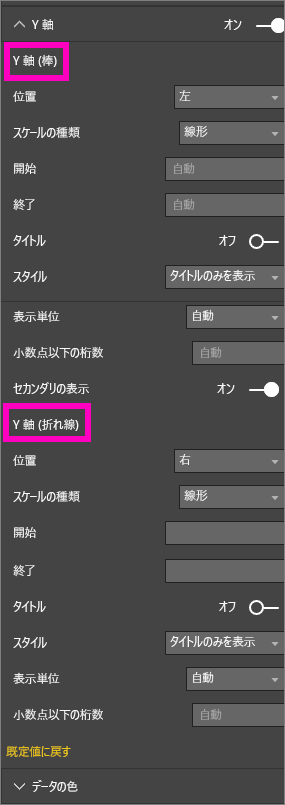 Y 軸 オン
Y 軸 (棒)
位置 左
スケールの種類 線形
開始 自動
終了 自動
タイトル オフ
スタイル タイトルのみを表示
表示単位 自動
小数点以下の桁数 自動
セカンダリの表示 オン
Y 軸 (折れ線)
位置 右
スケールの種類 線形
開始
終了
タイトル オフ
スタイル タイトルのみを表示
表示単位 自動
小数点以下の桁数 自動
既定値に戻す
データの色